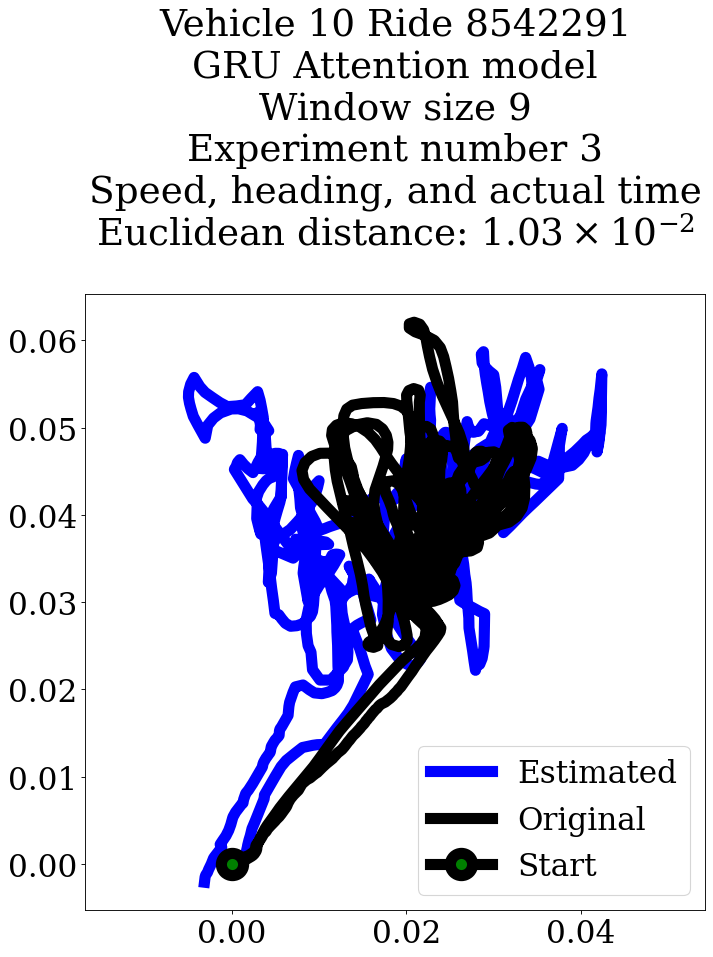 Vehicle 10 Ride 8542291
GRU Attention model
Window size 9
Experiment number 3
Speed, heading, and actual time
Euclidean distance: 1.03 × 10⁻²
0.06
0.05
0.04
0.03
0.02
0.01
0.00
Estimated
Original
Start
0.00 0.02 0.04